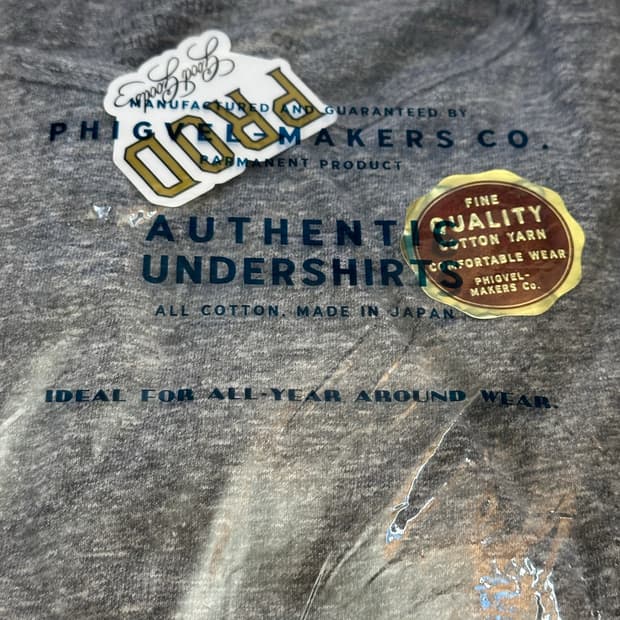 Good Goods
PROD
MANUFACTURED AND GUARANTEED BY
PHIGVEL-MAKERS CO.
PARMANENT PRODUCT
AUTHENTIC
UNDERSHIRTS
ALL COTTON, MADE IN JAPAN.
IDEAL FOR ALL-YEAR AROUND WEAR.
FINE
QUALITY
COTTON YARN
COMFORTABLE WEAR
PHIGVEL-
MAKERS Co.